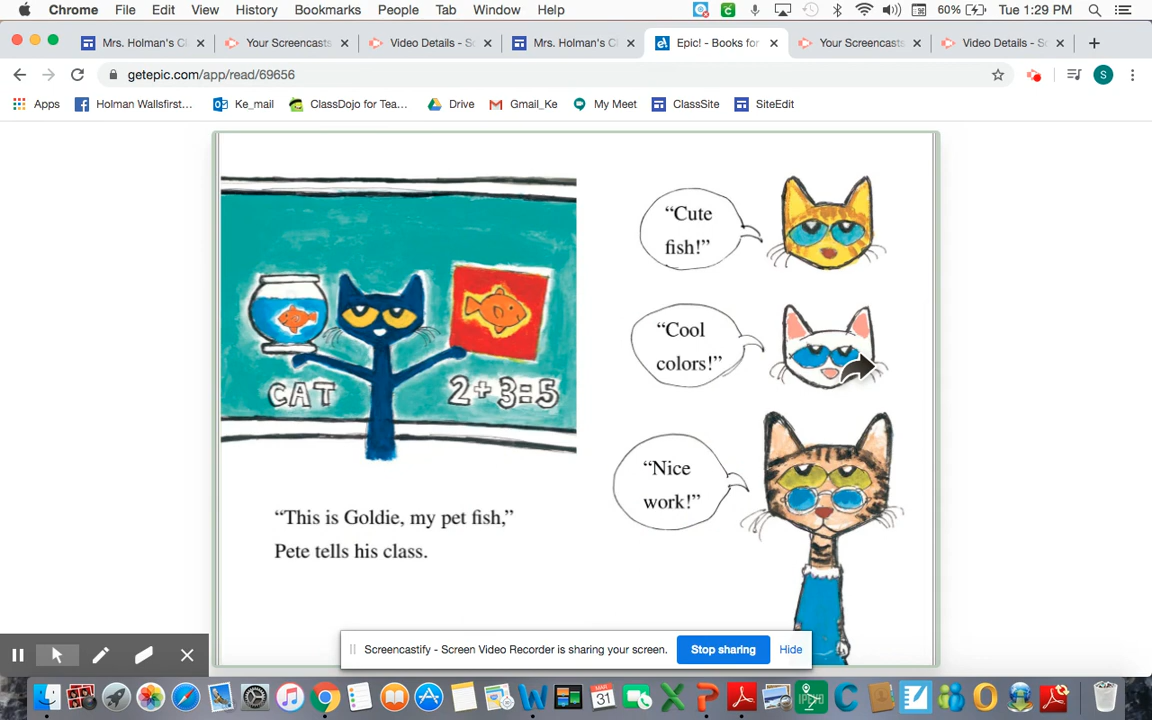 Chrome File Edit View History Bookmarks People Tab Window Help 60% Tue 1:29 PM
Mrs. Holman's Cl Your Screencasts Video Details - Sc Mrs. Holman's Cl Epic! - Books for Your Screencasts Video Details - Sc
getepic.com/app/read/69656 S
Apps Holman Wallsfirst... Ke_mail ClassDojo for Tea... Drive Gmail_Ke My Meet ClassSite SiteEdit
CAT 2+3=5
“This is Goldie, my pet fish,”
Pete tells his class.
“Cute
fish!”
“Cool
colors!”
“Nice
work!”
Screencastify - Screen Video Recorder is sharing your screen. Stop sharing Hide
MAR
31